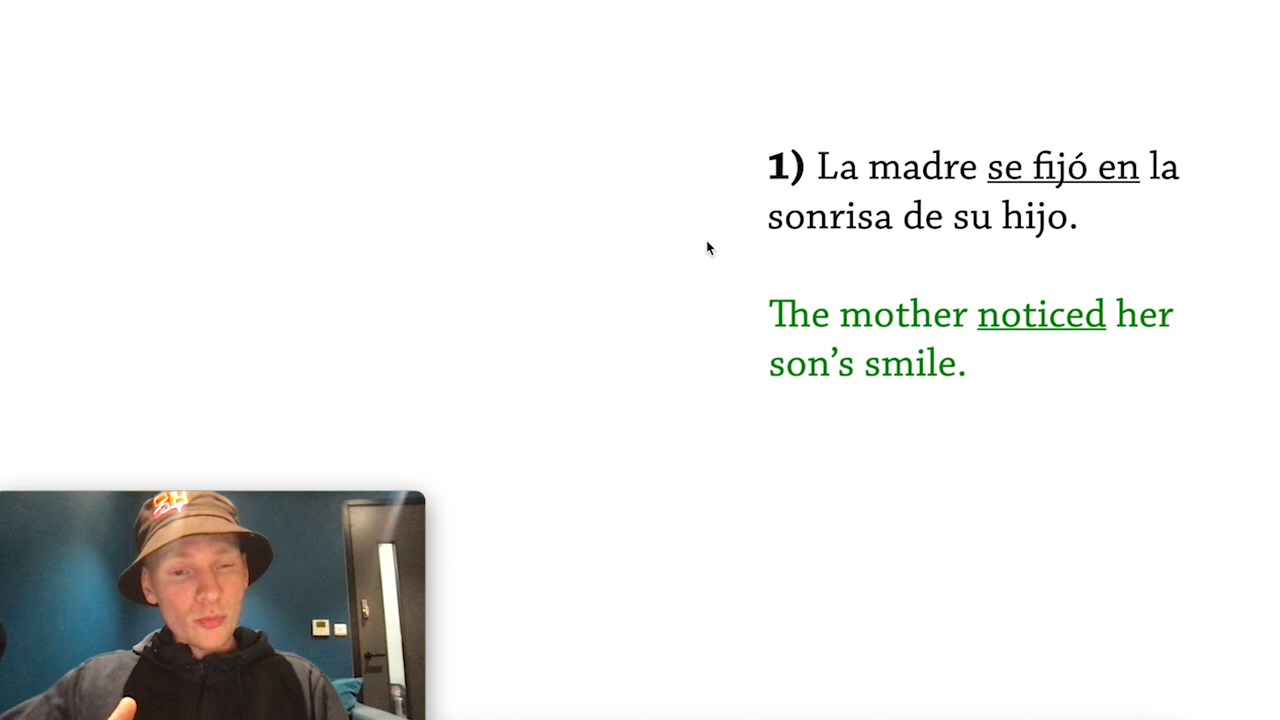 1) La madre se fijó en la
sonrisa de su hijo.
The mother noticed her
son’s smile.